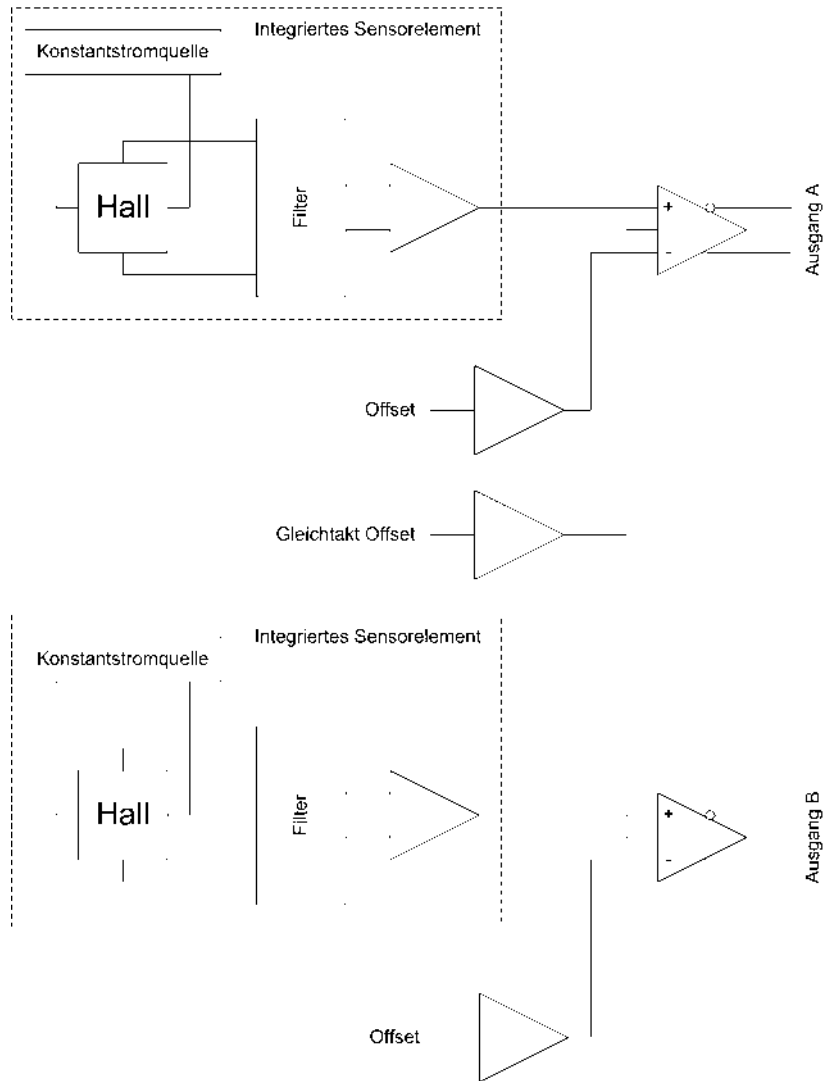 Integriertes Sensorelement
Konstantstromquelle
Hall
Filter
+
-
Ausgang A
Offset
Gleichtakt Offset
Integriertes Sensorelement
Konstantstromquelle
Hall
Filter
+
-
Ausgang B
Offset